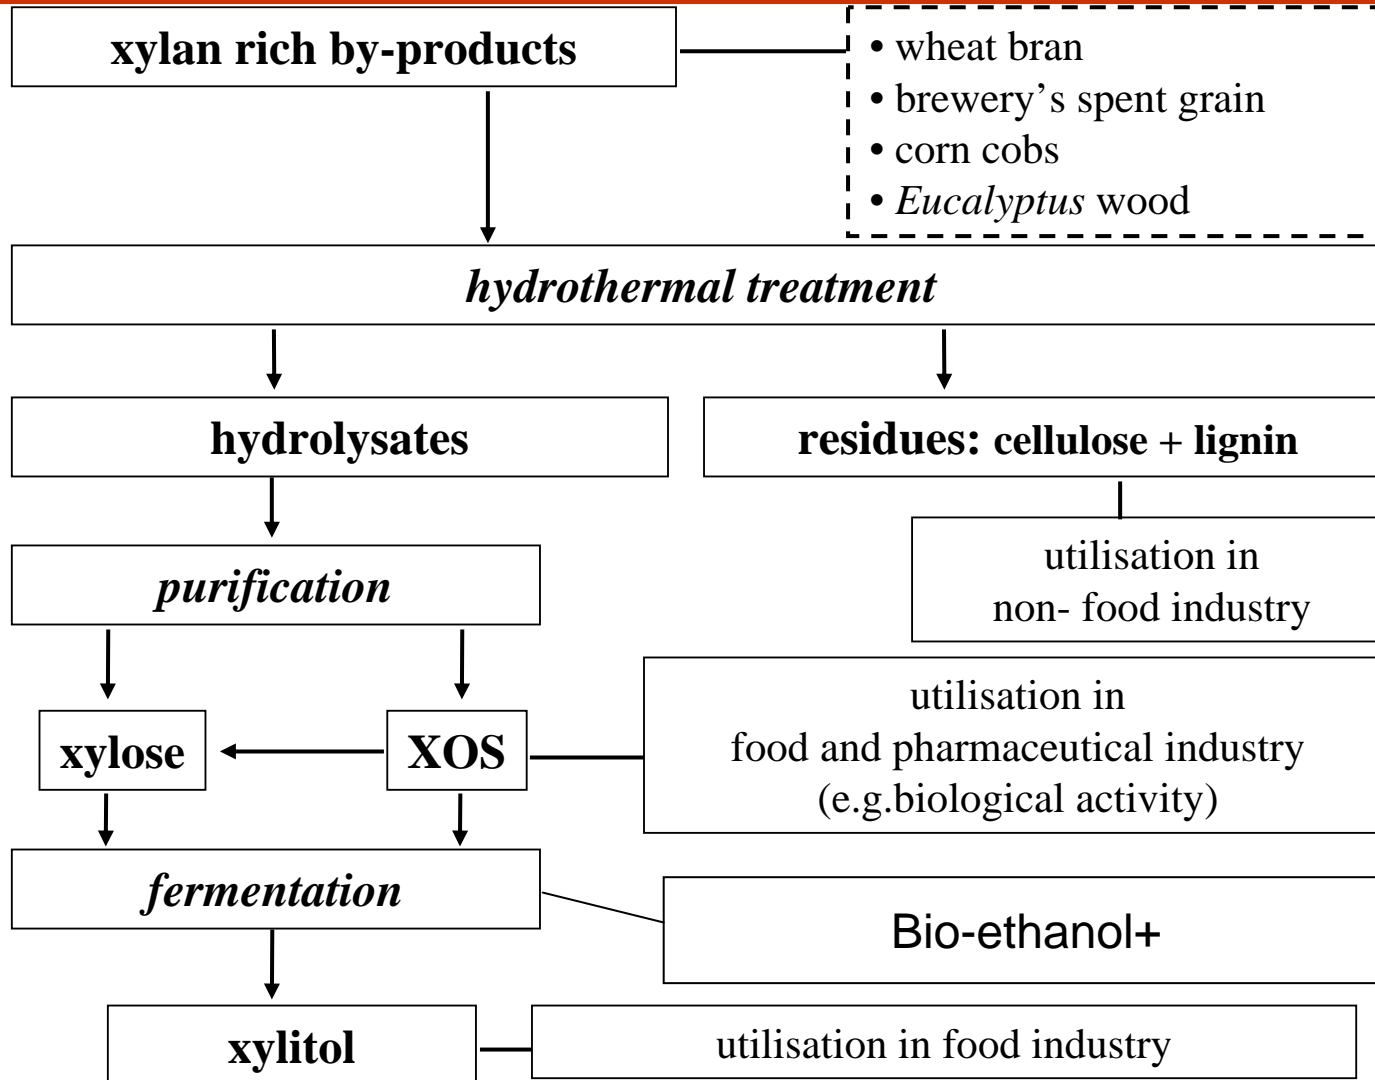 xylan rich by-products
• wheat bran
• brewery’s spent grain
• corn cobs
• Eucalyptus wood
hydrothermal treatment
hydrolysates
residues: cellulose + lignin
utilisation in
non- food industry
purification
utilisation in
food and pharmaceutical industry
(e.g.biological activity)
xylose
XOS
fermentation
Bio-ethanol+
xylitol
utilisation in food industry